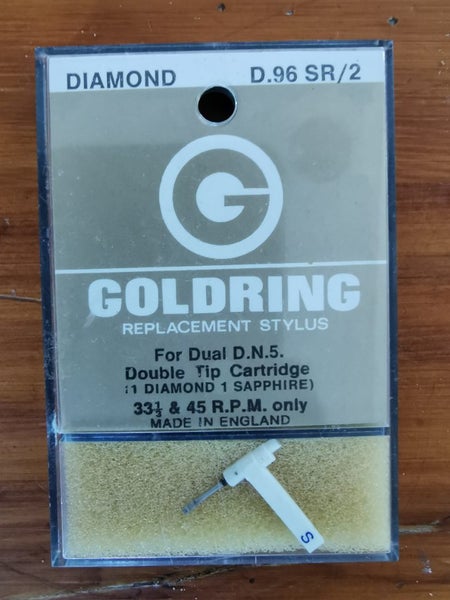 DIAMOND D.96 SR/2
G
GOLDRING
REPLACEMENT STYLUS
For Dual D.N.5.
Double Tip Cartridge
(1 DIAMOND 1 SAPPHIRE)
33⅓ & 45 R.P.M. only
MADE IN ENGLAND
S